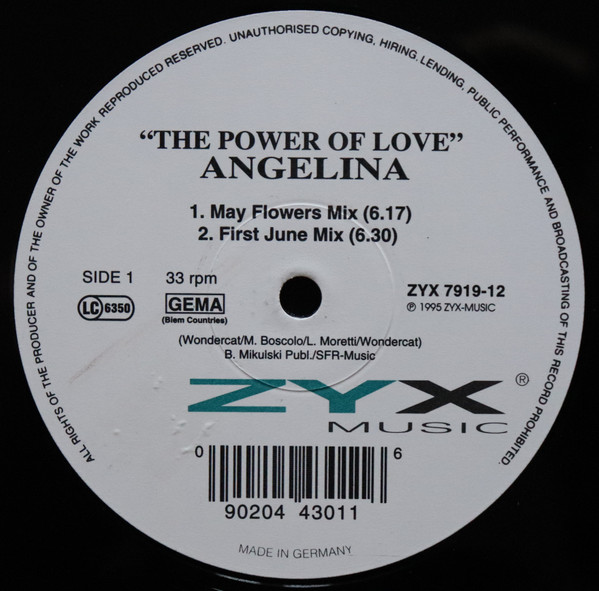 ALL RIGHTS OF THE PRODUCER AND OF THE OWNER OF THE WORK REPRODUCED RESERVED. UNAUTHORISED COPYING, HIRING, LENDING, PUBLIC PERFORMANCE AND BROADCASTING OF THIS RECORD PROHIBITED.
“THE POWER OF LOVE”
ANGELINA
1. May Flowers Mix (6.17)
2. First June Mix (6.30)
SIDE 1 33 rpm ZYX 7919-12
LC 6350 GEMA ℗ 1995 ZYX-MUSIC
(Biem Countries)
(Wondercat/M. Boscolo/L. Moretti/Wondercat)
B. Mikulski Publ./SFR-Music
ZYX ®
MUSIC
0 6
90204 43011
MADE IN GERMANY